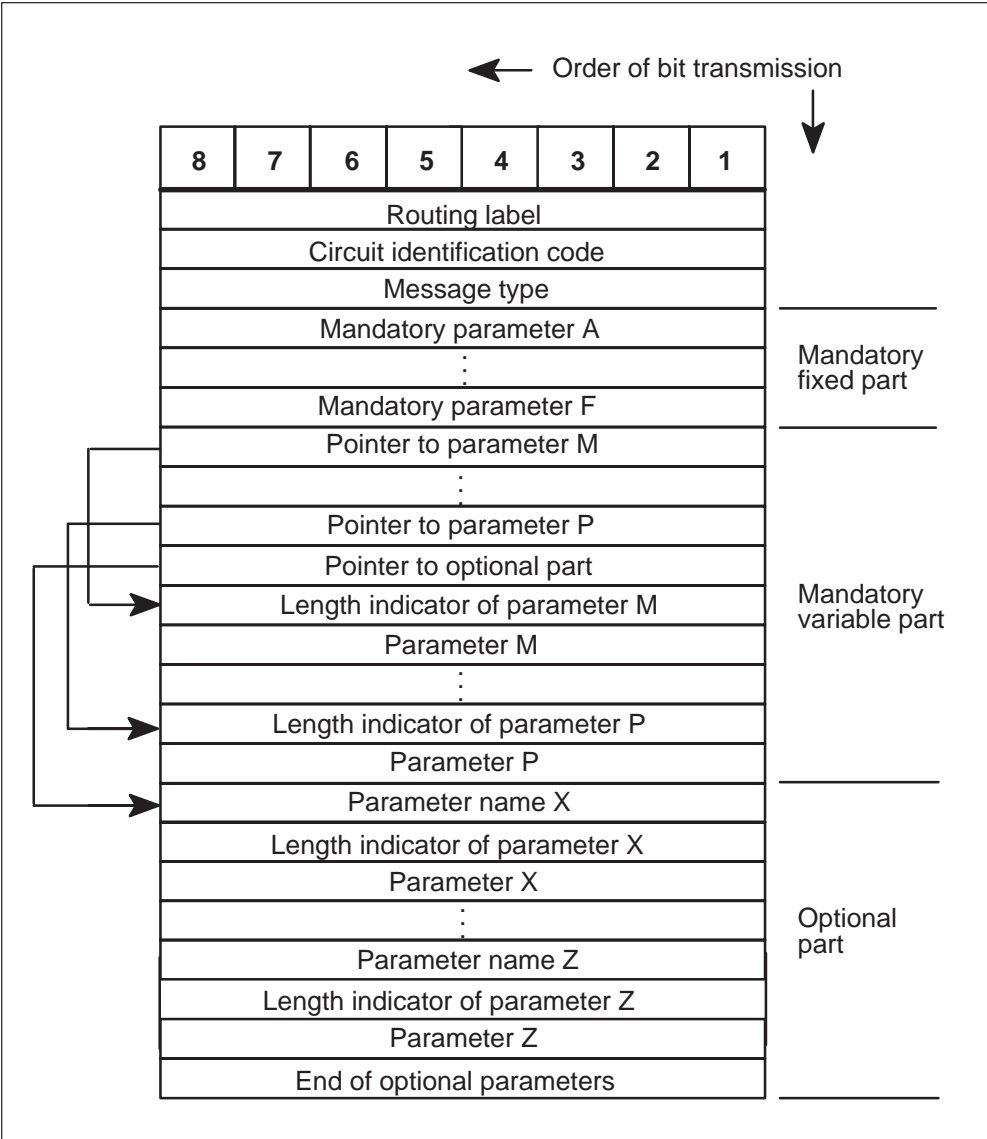 Order of bit transmission
8 7 6 5 4 3 2 1
Routing label
Circuit identification code
Message type
Mandatory parameter A
Mandatory
fixed part
Mandatory parameter F
Pointer to parameter M
Pointer to parameter P
Pointer to optional part
Length indicator of parameter M
Mandatory
variable part
Parameter M
Length indicator of parameter P
Parameter P
Parameter name X
Length indicator of parameter X
Parameter X
Optional
part
Parameter name Z
Length indicator of parameter Z
Parameter Z
End of optional parameters